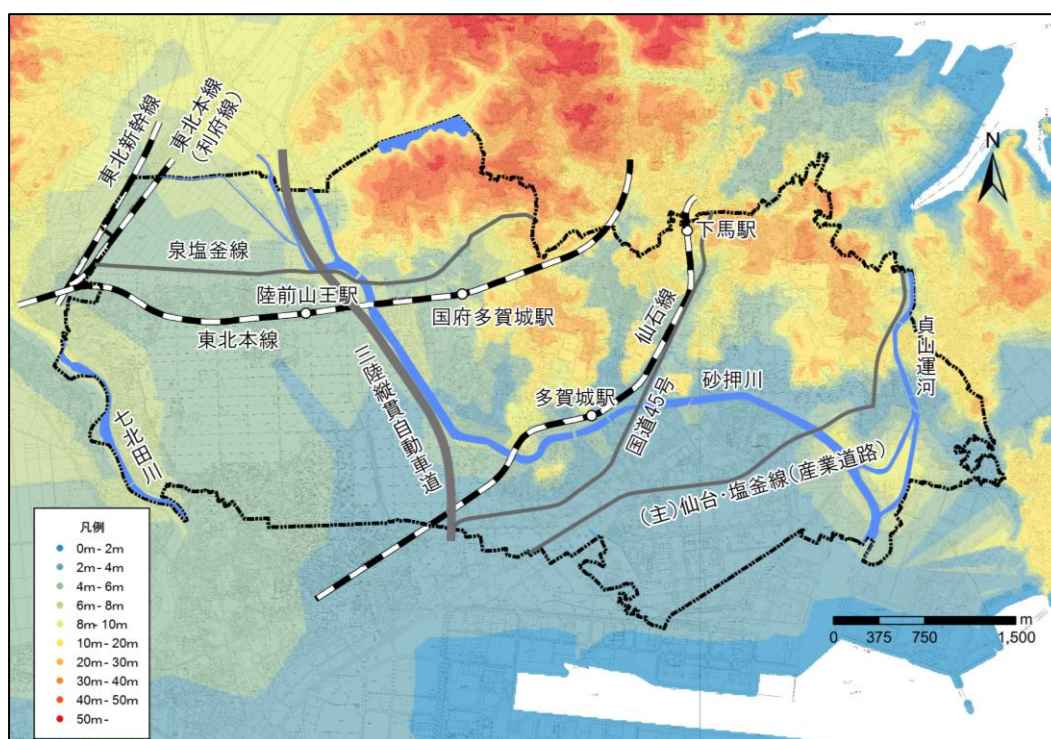 東北新幹線
東北本線
(利府線)
N
下馬駅
泉塩釜線
陸前山王駅
国府多賀城駅
東北本線
仙石線
貞山運河
三陸縦貫自動車道
多賀城駅
砂押川
国道45号
七北田川
(主)仙台・塩釜線(産業道路)
凡例
0m - 2m
2m - 4m
4m - 6m
6m - 8m
8m - 10m
10m - 20m
20m - 30m
30m - 40m
40m - 50m
50m -
m
0 375 750 1,500